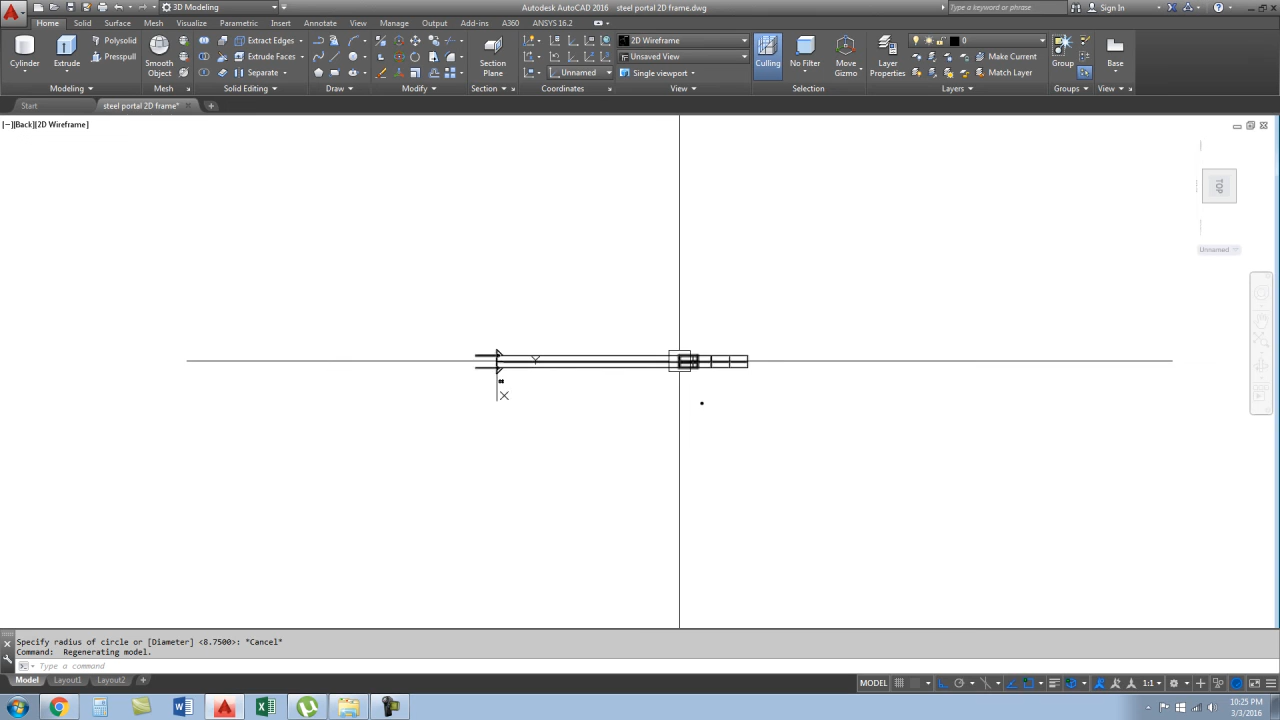 3D Modeling
Autodesk AutoCAD 2016 steel portal 2D frame.dwg
Type a keyword or phrase
Sign In
Home Solid Surface Mesh Visualize Parametric Insert Annotate View Manage Output Add-ins A360 ANSYS 16.2
Cylinder
Extrude
Polysolid
Presspull
Smooth
Object
Extract Edges
Extrude Faces
Separate
Section
Plane
Unnamed
2D Wireframe
Unsaved View
Single viewport
Culling
No Filter
Move
Gizmo
Layer
Properties
0
Make Current
Match Layer
Group
Base
Modeling Mesh Solid Editing Draw Modify Section Coordinates View Selection Layers Groups View
Start
steel portal 2D frame*
[−][Back][2D Wireframe]
TOP
Unnamed
Y
X
Specify radius of circle or [Diameter] <8.7500>: *Cancel*
Command: Regenerating model.
Type a command
Model Layout1 Layout2
MODEL
1:1
10:25 PM
3/3/2016